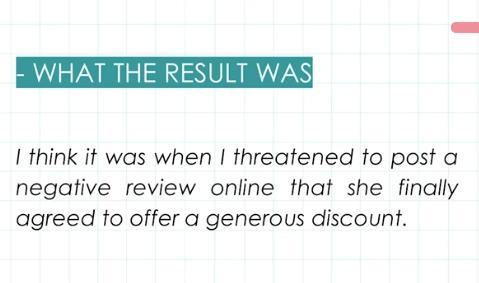 - WHAT THE RESULT WAS
I think it was when I threatened to post a
negative review online that she finally
agreed to offer a generous discount.